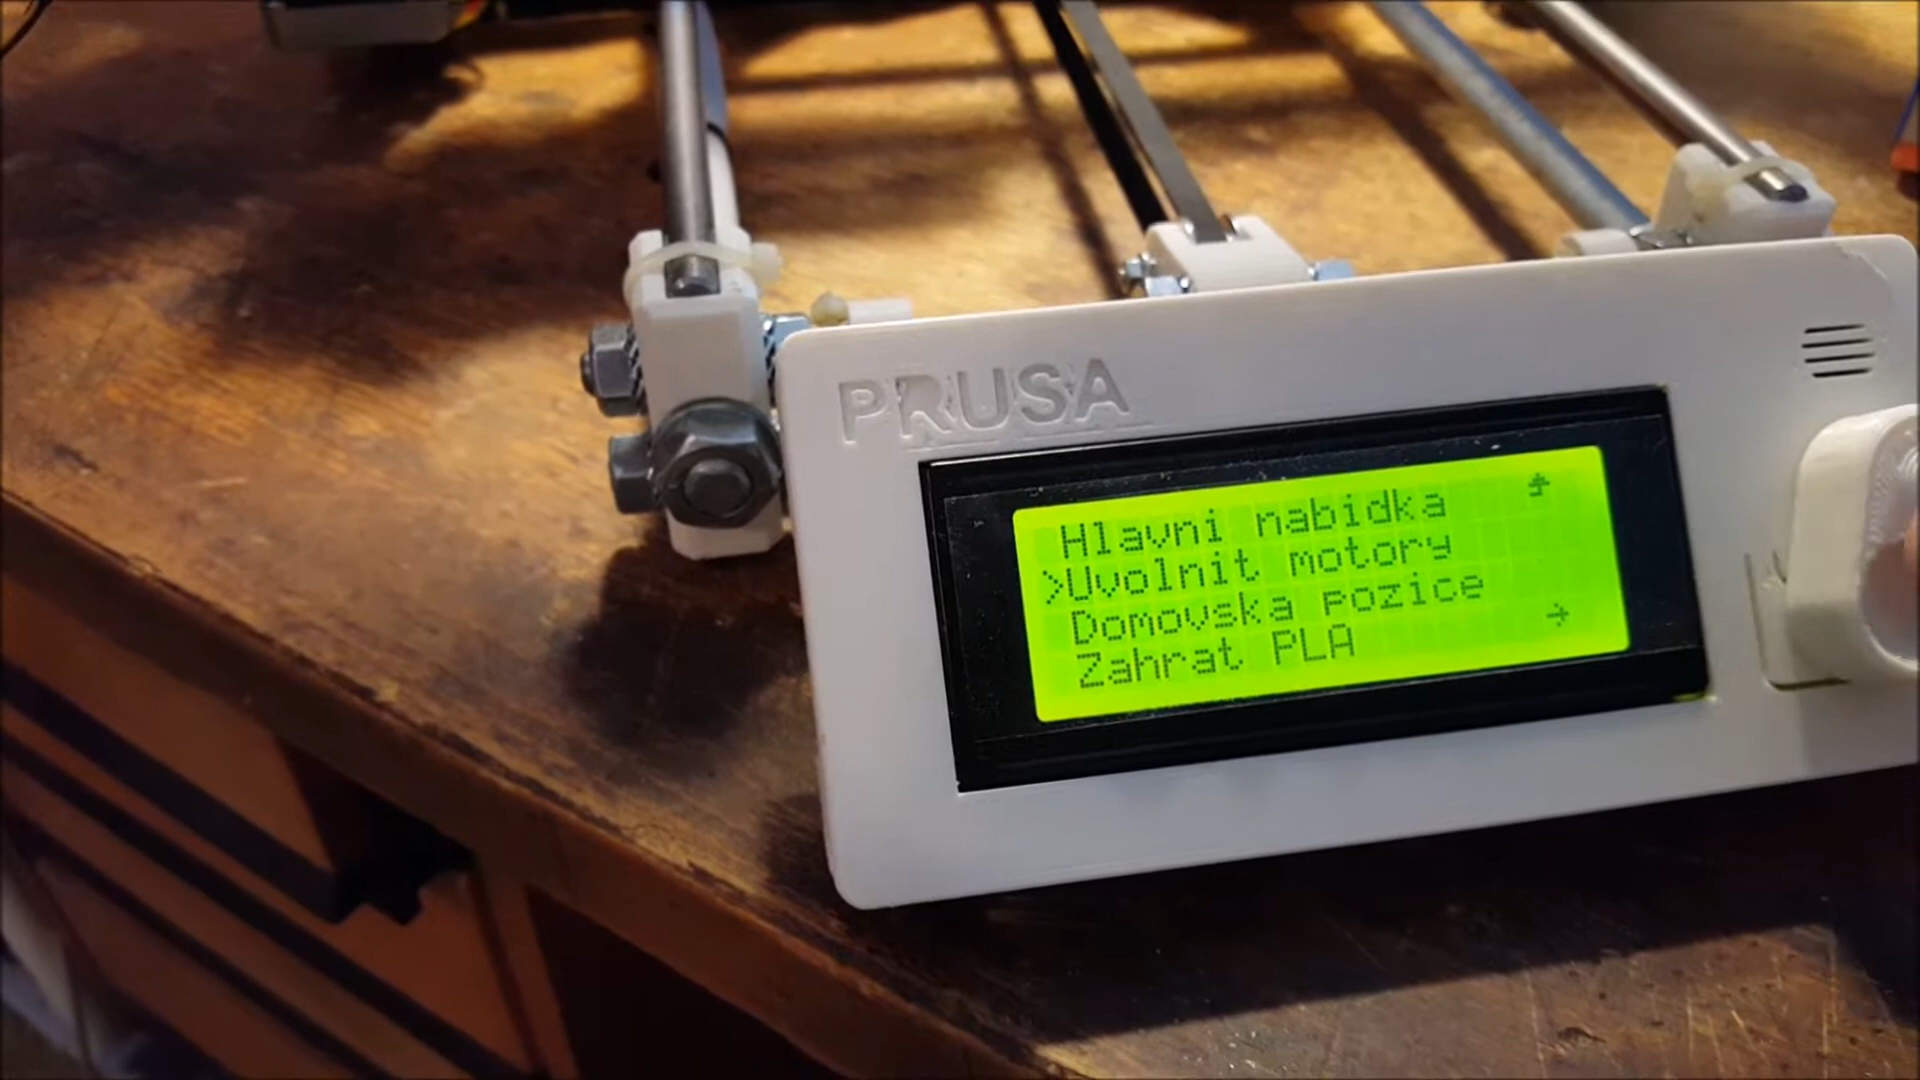 PRUSA
Hlavni nabidka
>Uvolnit motory
Domovska pozice
Zahrat PLA →